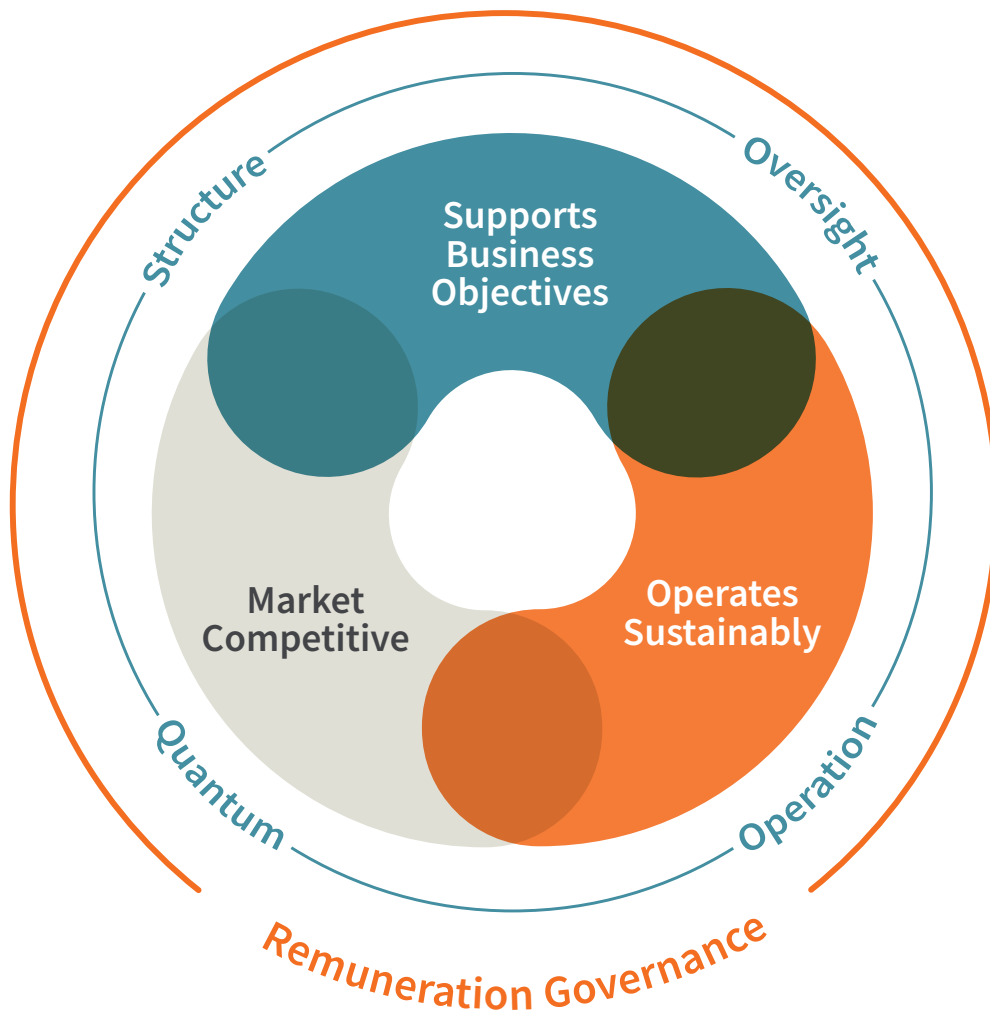 Structure
Oversight
Supports
Business
Objectives
Market
Competitive
Operates
Sustainably
Quantum
Operation
Remuneration Governance